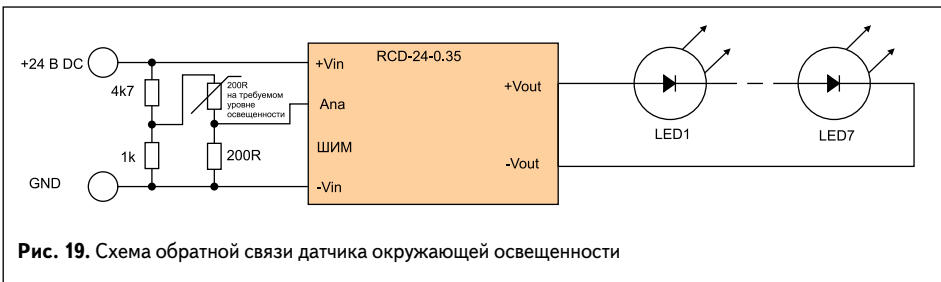 RCD-24-0.35
+24 В DC
+Vin
4k7
200R
на требуемом
уровне
освещенности
Ana
+Vout
LED1
LED7
1k
200R
ШИМ
-Vout
GND
-Vin
Рис. 19. Схема обратной связи датчика окружающей освещенности